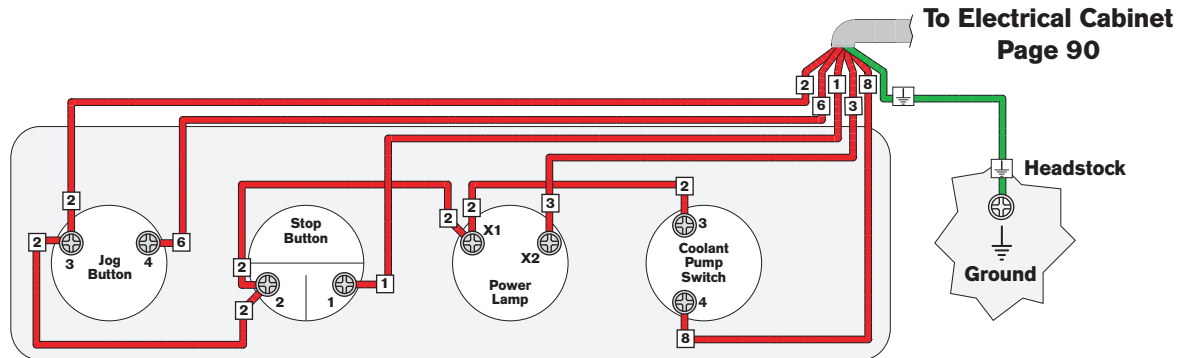 To Electrical Cabinet
Page 90
2
6
1
3
8
Headstock
2
2
3
Jog
Button
4
6
Stop
Button
2
2
2
1
1
2
2
X1
3
X2
Power
Lamp
2
3
Coolant
Pump
Switch
4
8
Ground